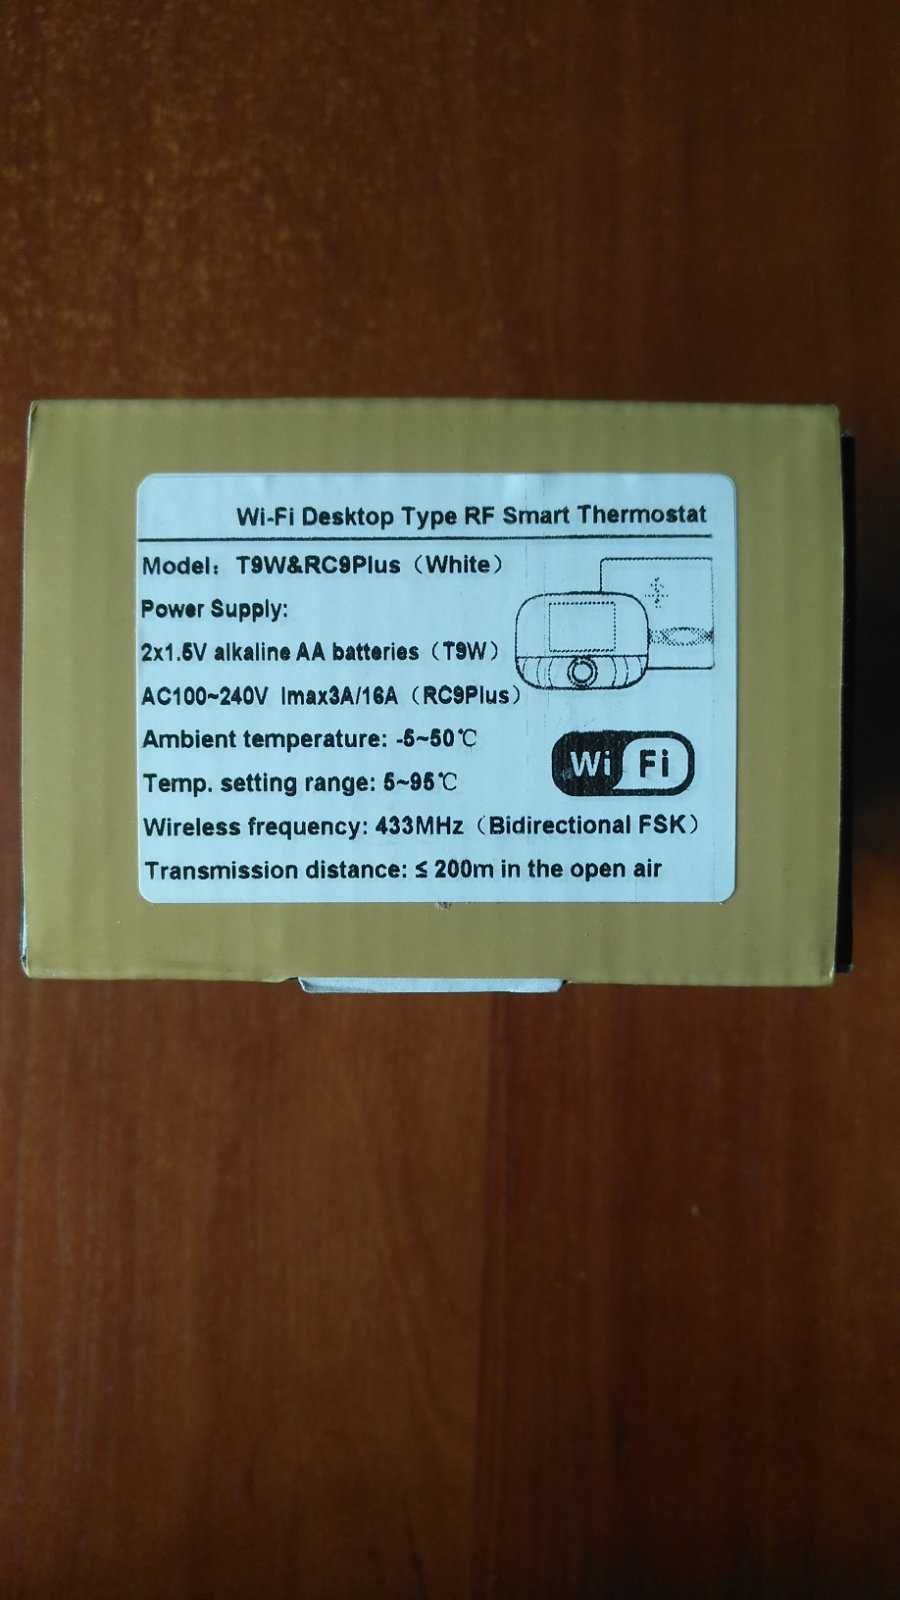 Wi-Fi Desktop Type RF Smart Thermostat
Model: T9W&RC9Plus (White)
Power Supply:
2x1.5V alkaline AA batteries (T9W)
AC100~240V Imax3A/16A (RC9Plus)
Ambient temperature: -5~50℃
Temp. setting range: 5~95℃
Wi Fi
Wireless frequency: 433MHz (Bidirectional FSK)
Transmission distance: ≤ 200m in the open air